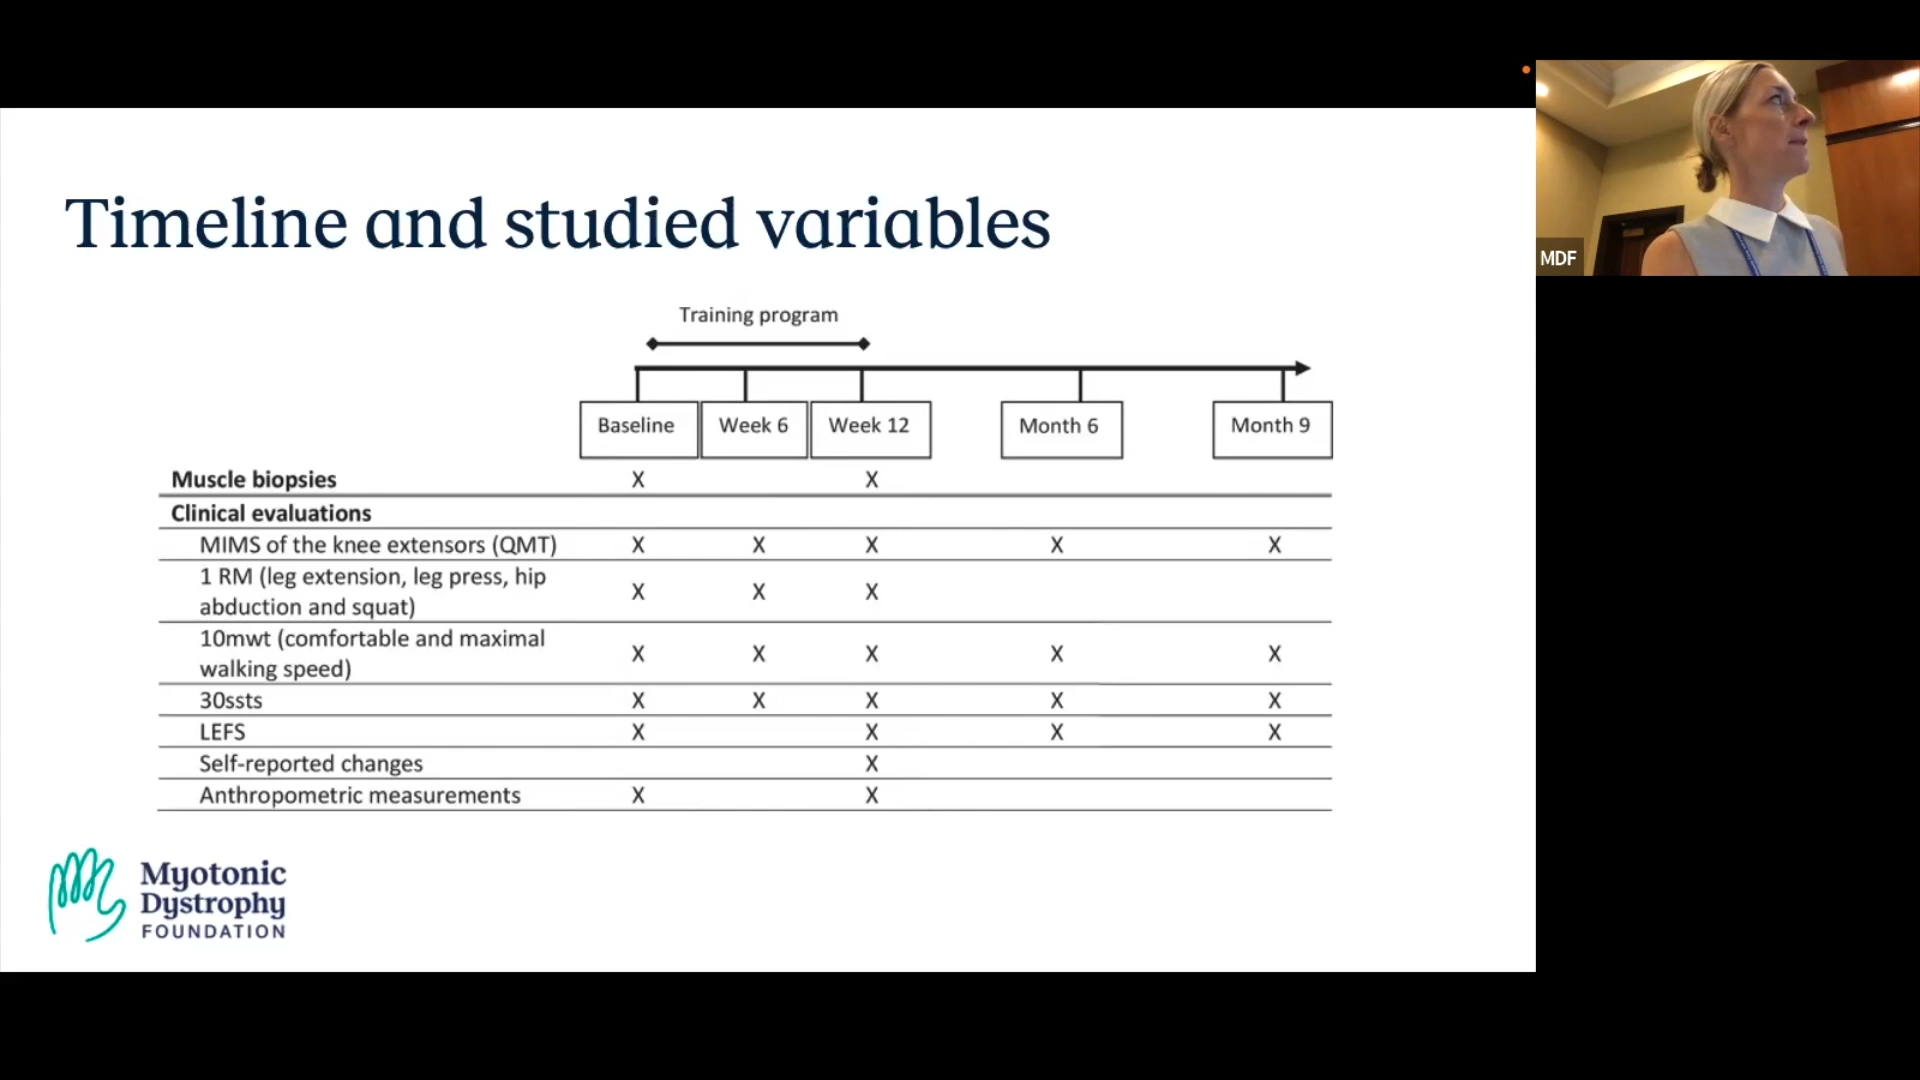 MDF
Timeline and studied variables
Training program
Baseline Week 6 Week 12 Month 6 Month 9
Muscle biopsies X X
Clinical evaluations
MIMS of the knee extensors (QMT) X X X X X
1 RM (leg extension, leg press, hip
abduction and squat) X X X
10mwt (comfortable and maximal
walking speed) X X X X X
30ssts X X X X X
LEFS X X X X
Self-reported changes X
Anthropometric measurements X X
Myotonic
Dystrophy
FOUNDATION